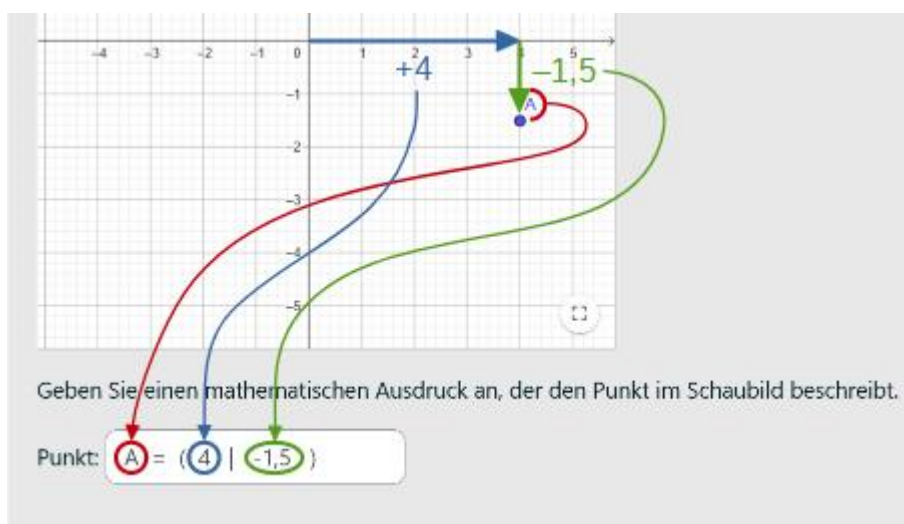 -4 -3 -2 -1 0 1 2 3 4 5
+4
–1,5
-1
A
-2
-3
-4
-5
Geben Sie einen mathematischen Ausdruck an, der den Punkt im Schaubild beschreibt.
Punkt: A = (4 | -1,5 )